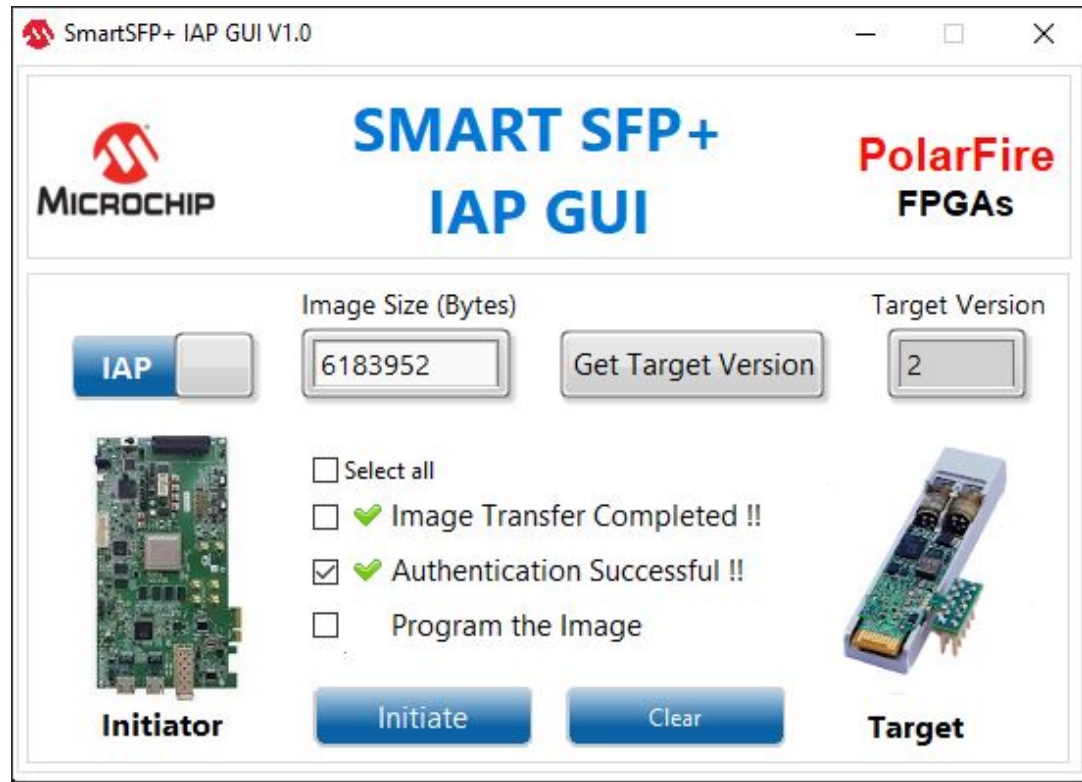 SmartSFP+ IAP GUI V1.0
MICROCHIP
SMART SFP+
IAP GUI
PolarFire
FPGAs
Image Size (Bytes)
Target Version
IAP
6183952
Get Target Version
2
Select all
Image Transfer Completed !!
Authentication Successful !!
Program the Image
Initiator
Initiate
Clear
Target